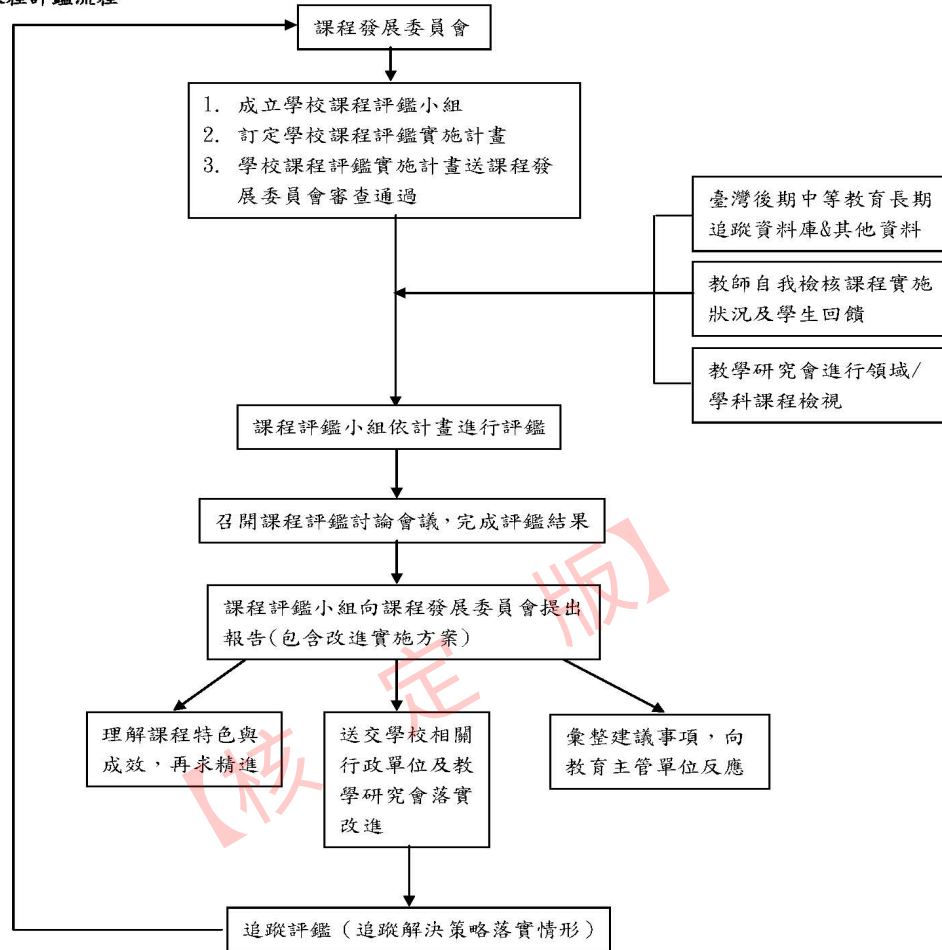 課程評鑑流程
課程發展委員會
1. 成立學校課程評鑑小組
2. 訂定學校課程評鑑實施計畫
3. 學校課程評鑑實施計畫送課程發
展委員會審查通過
臺灣後期中等教育長期
追蹤資料庫&其他資料
教師自我檢核課程實施
狀況及學生回饋
教學研究會進行領域/
學科課程檢視
課程評鑑小組依計畫進行評鑑
召開課程評鑑討論會議,完成評鑑結果
課程評鑑小組向課程發展委員會提出
報告(包含改進實施方案)
理解課程特色與
成效,再求精進
送交學校相關
行政單位及教
學研究會落實
改進
彙整建議事項,向
教育主管單位反應
追蹤評鑑(追蹤解決策略落實情形)
【核定版】